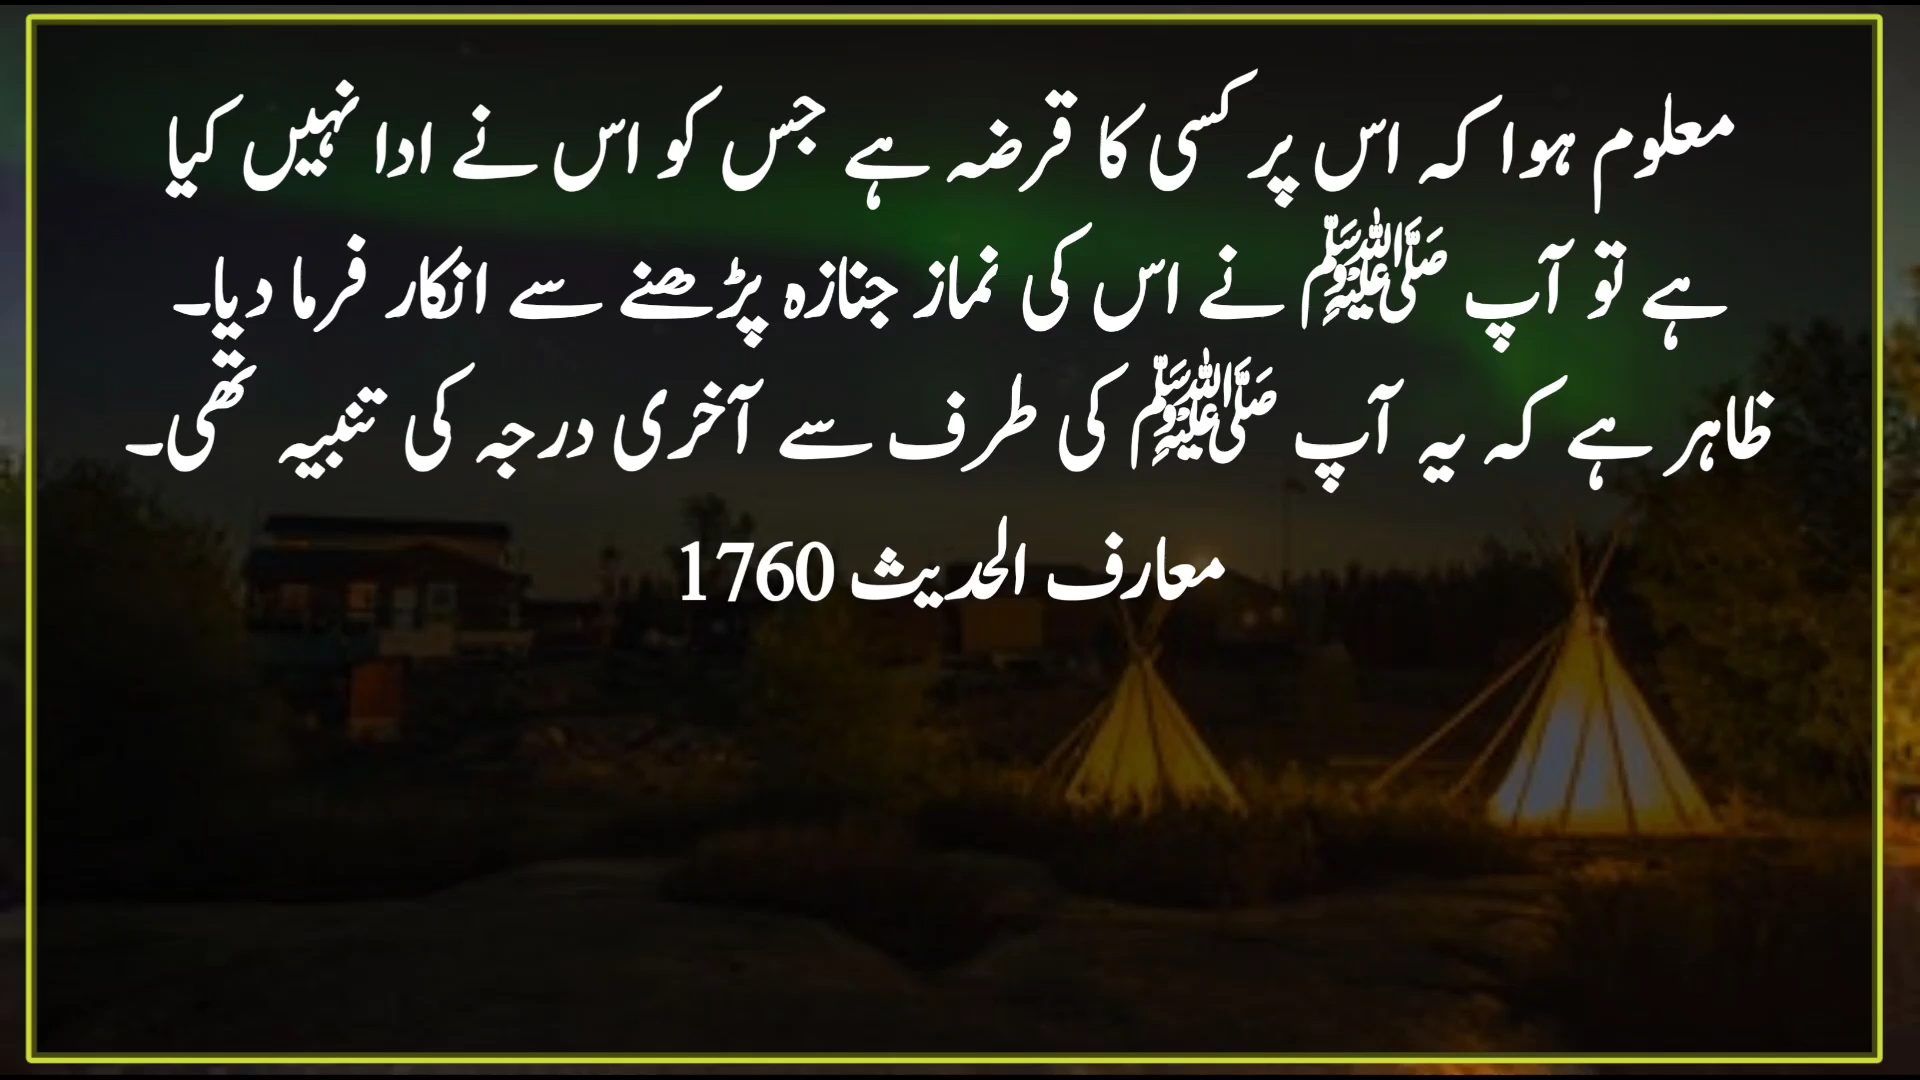 معلوم ہوا کہ اس پر کسی کا قرضہ ہے جس کو اس نے ادا نہیں کیا
ہے تو آپ ﷺ نے اس کی نماز جنازہ پڑھنے سے انکار فرما دیا۔
ظاہر ہے کہ یہ آپ ﷺ کی طرف سے آخری درجہ کی تنبیہ تھی۔
معارف الحدیث 1760